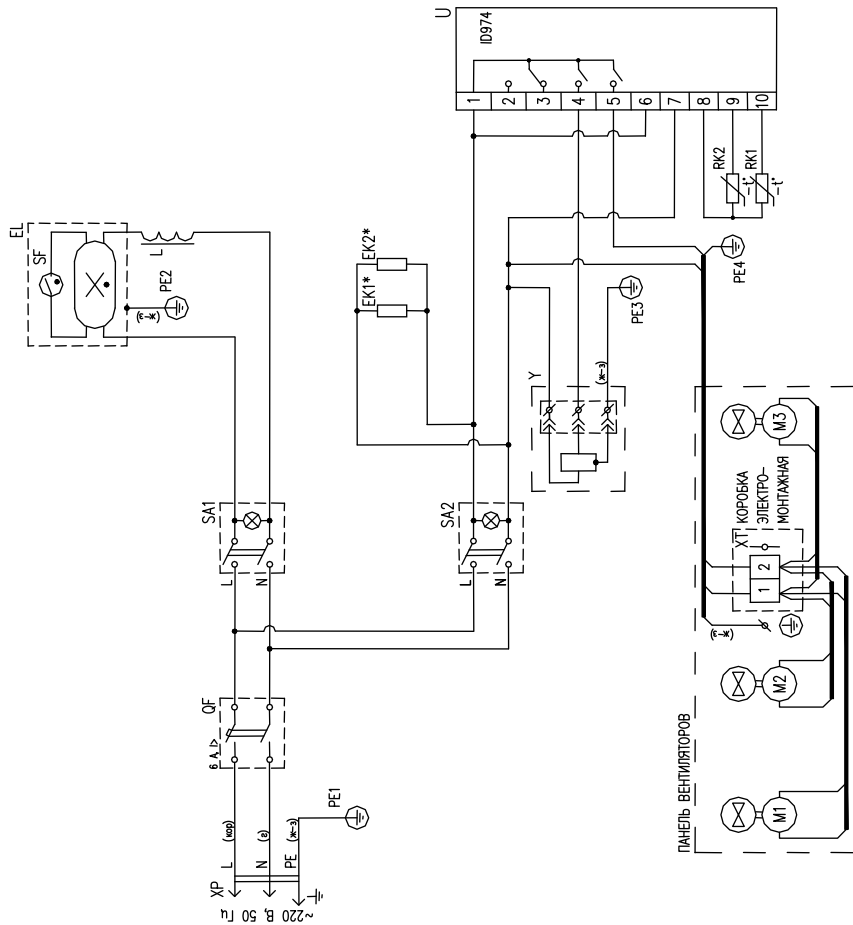 U
ID974
1
2
3
4
5
6
7
8
9
10
RK2
-t°
RK1
-t°
EL
SF
L
PE2
(ж-з)
EK2*
EK1*
PE4
PE3
(ж-з)
Y
SA1
L
N
SA2
L
N
QF
6 А, I>
XP
L
(кор)
N
(г)
PE
(ж-з)
PE1
~220 В, 50 Гц
M3
КОРОБКА
ЭЛЕКТРО-
МОНТАЖНАЯ
XT
1
2
(ж-з)
M2
M1
ПАНЕЛЬ ВЕНТИЛЯТОРОВ